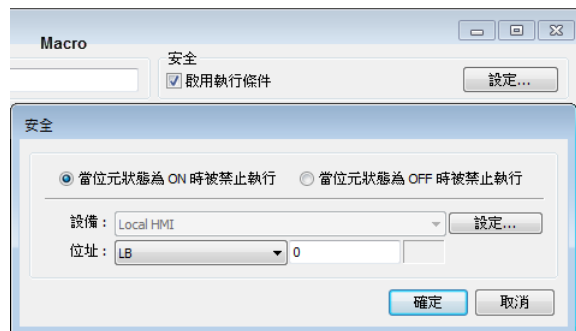 Macro
安全
啟用執行條件
設定...
安全
當位元狀態為 ON 時被禁止執行
當位元狀態為 OFF 時被禁止執行
設備：
Local HMI
設定...
位址：
LB
0
確定
取消